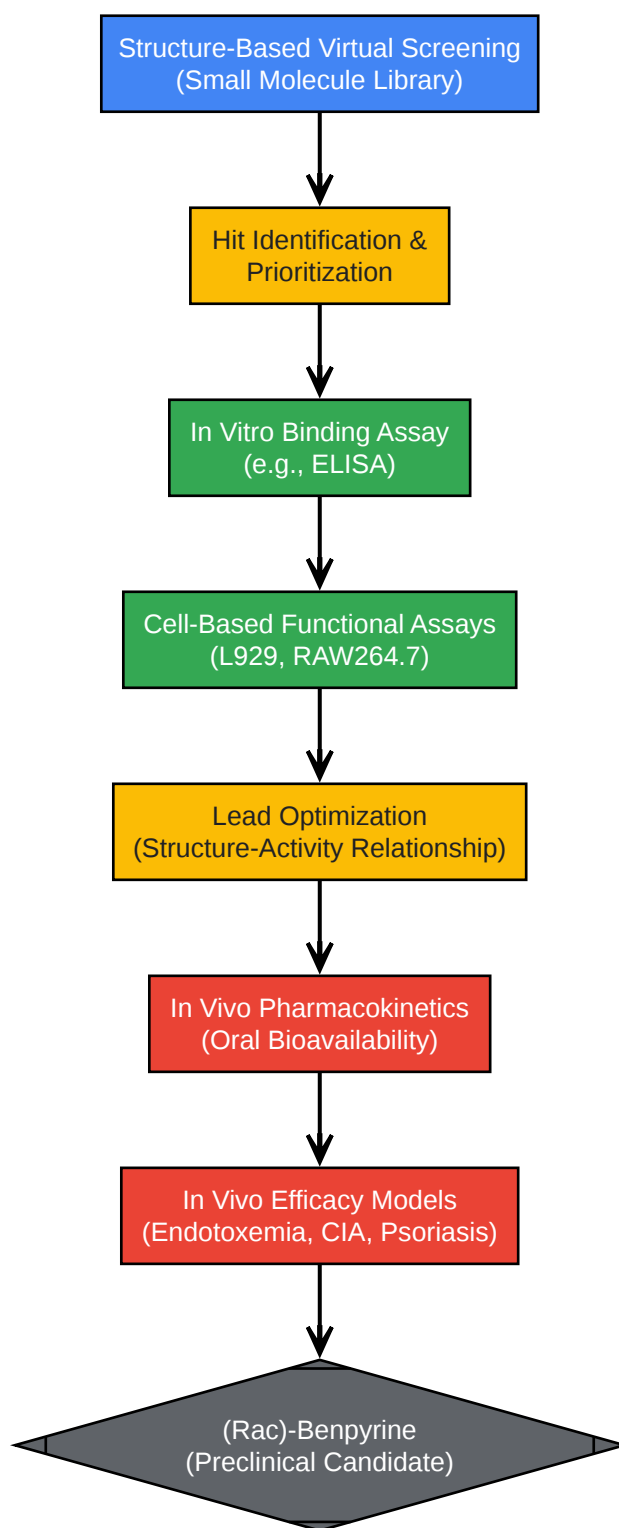 Structure-Based Virtual Screening
(Small Molecule Library)
Hit Identification &
Prioritization
In Vitro Binding Assay
(e.g., ELISA)
Cell-Based Functional Assays
(L929, RAW264.7)
Lead Optimization
(Structure-Activity Relationship)
In Vivo Pharmacokinetics
(Oral Bioavailability)
In Vivo Efficacy Models
(Endotoxemia, CIA, Psoriasis)
(Rac)-Benpyrine
(Preclinical Candidate)